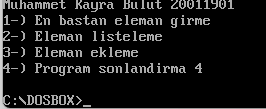 Muhammet Kayra Bulut 20011901
1-) En bastan eleman girme
2-) Eleman listeleme
3-) Eleman ekleme
4-) Program sonlandirma 4
C:\DOSBOX>_